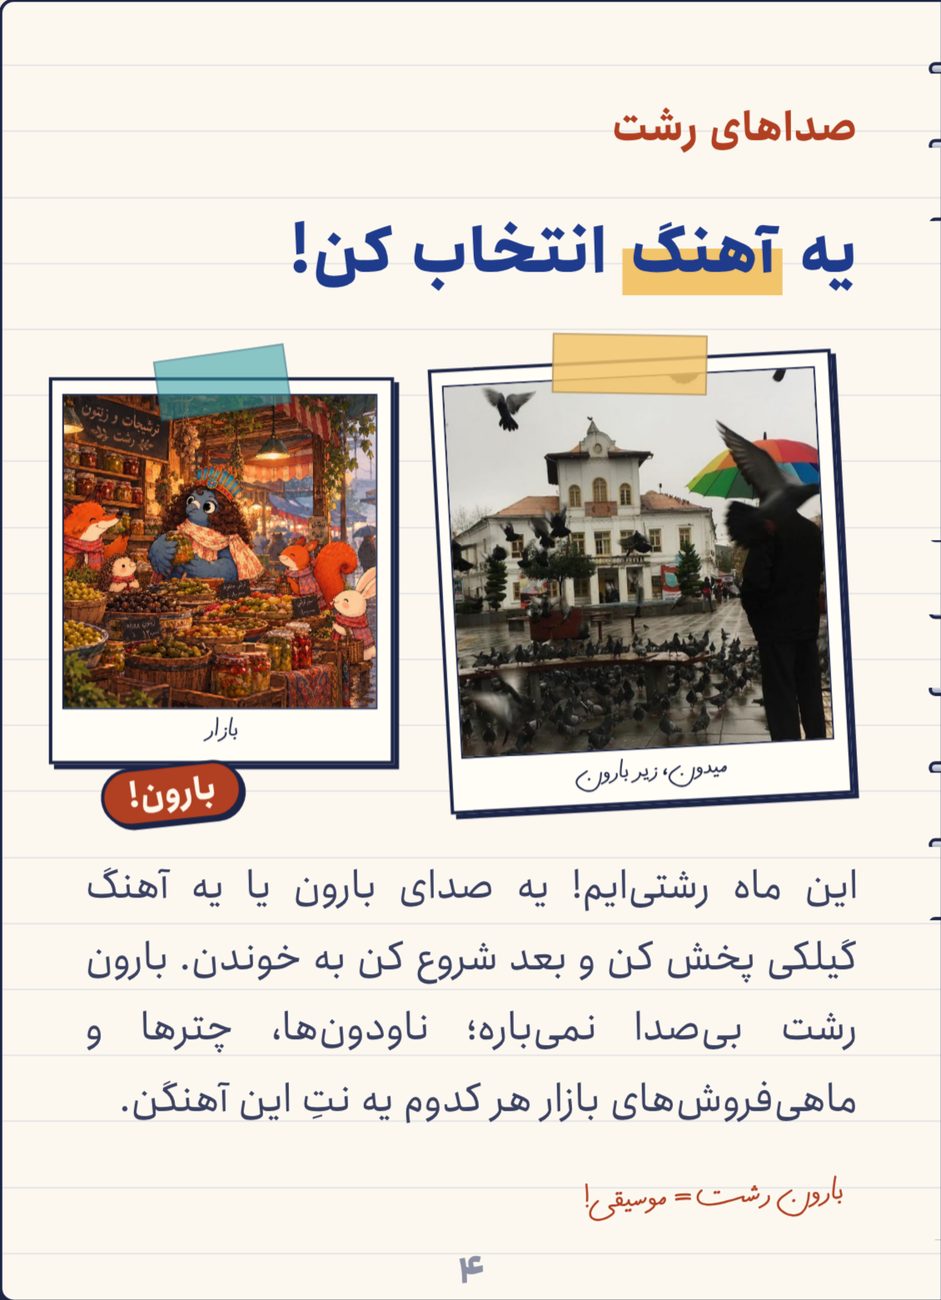 صداهای رشت
یه آهنگ انتخاب کن!
ترشیجات و زیتون
رشت
بازار
میدون، زیر بارون
بارون!
این ماه رشتی‌ایم! یه صدای بارون یا یه آهنگ
گیلکی پخش کن و بعد شروع کن به خوندن. بارون
رشت بی‌صدا نمی‌باره؛ ناودون‌ها، چترها و
ماهی‌فروش‌های بازار هر کدوم یه نتِ این آهنگن.
بارون رشت = موسیقی!
۴